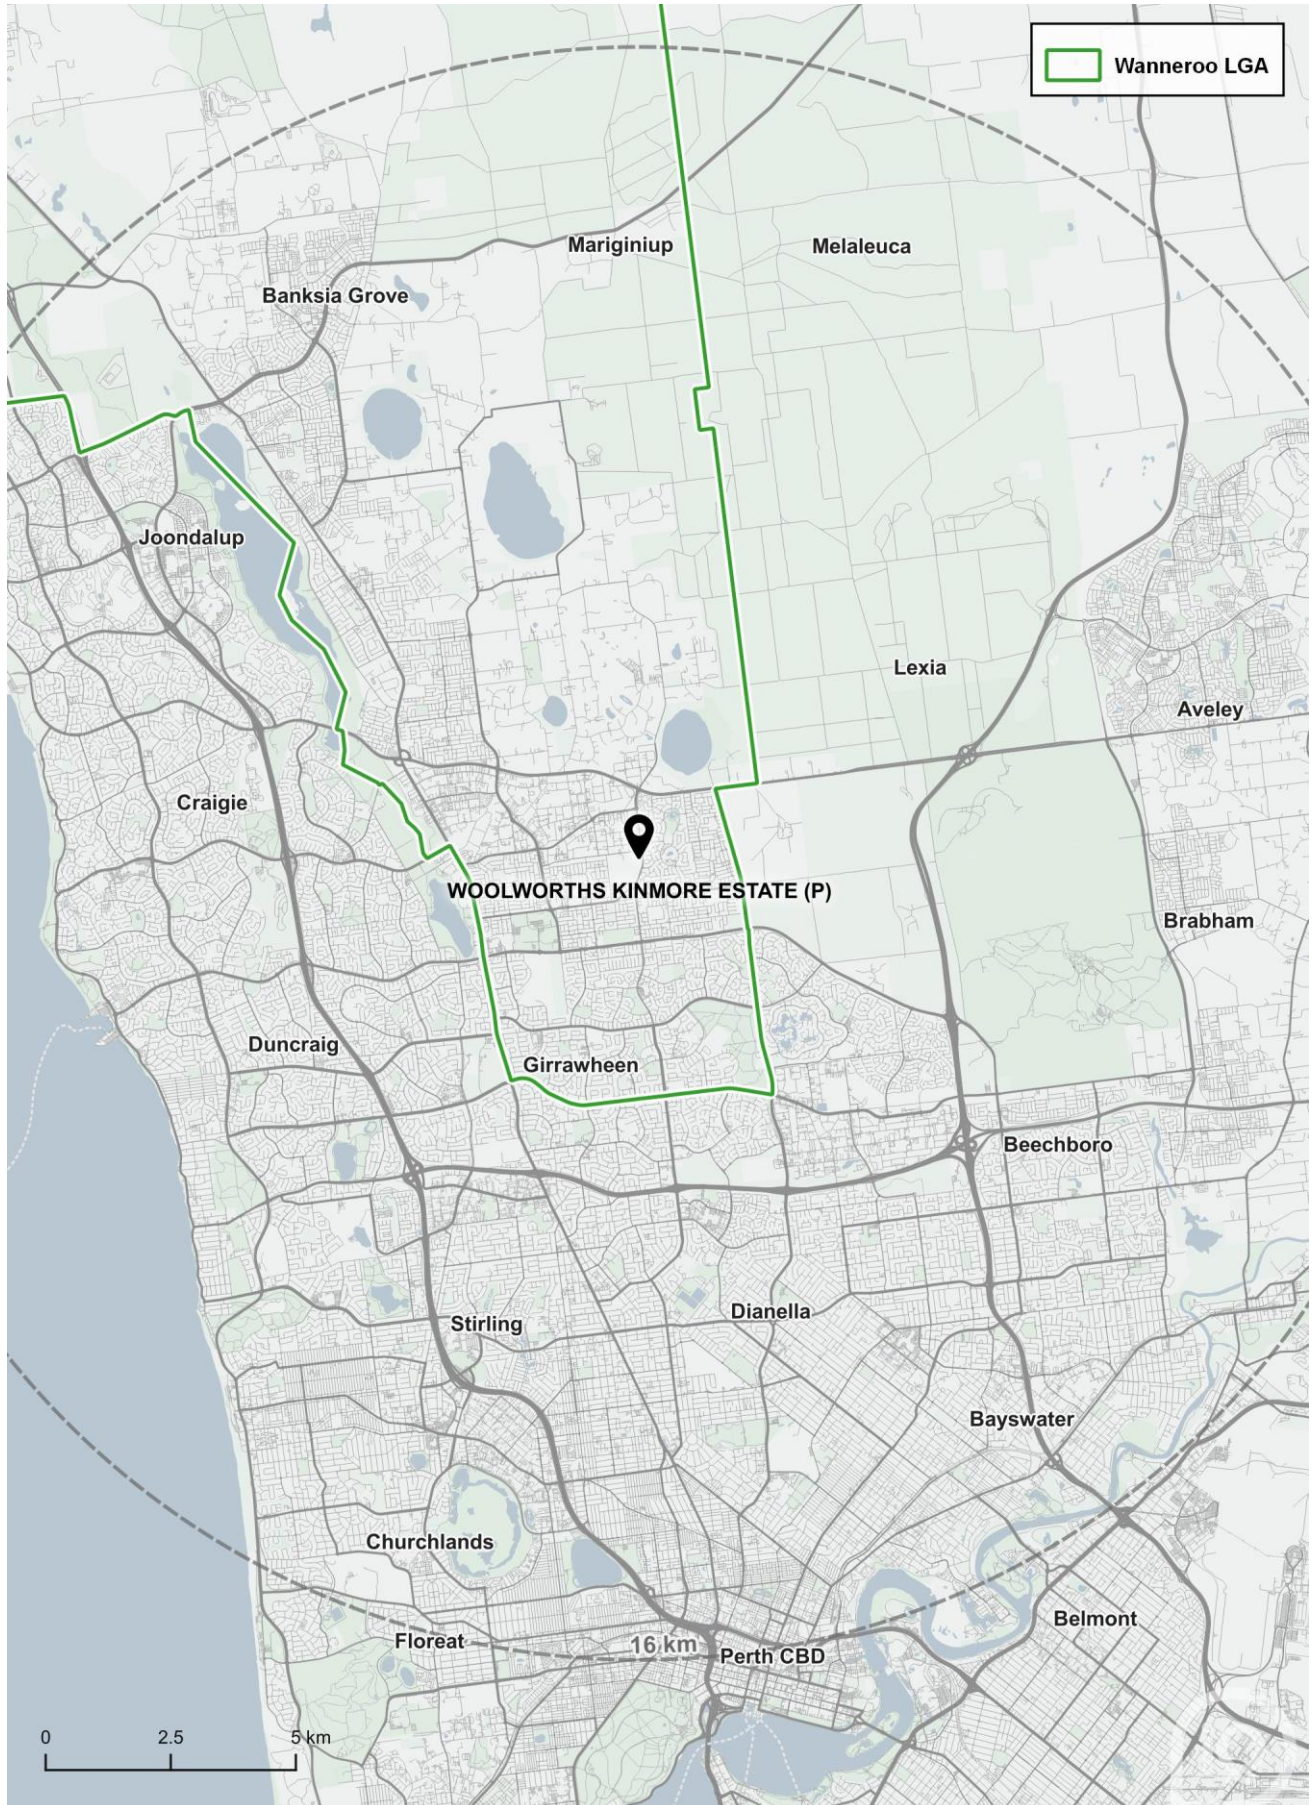 Wanneroo LGA
Mariginiup
Melaleuca
Banksia Grove
Joondalup
Lexia
Aveley
Craigie
WOOLWORTHS KINMORE ESTATE (P)
Brabham
Duncraig
Girrawheen
Beechboro
Dianella
Stirling
Bayswater
Churchlands
Belmont
Floreat
16 km
Perth CBD
0 2.5 5 km